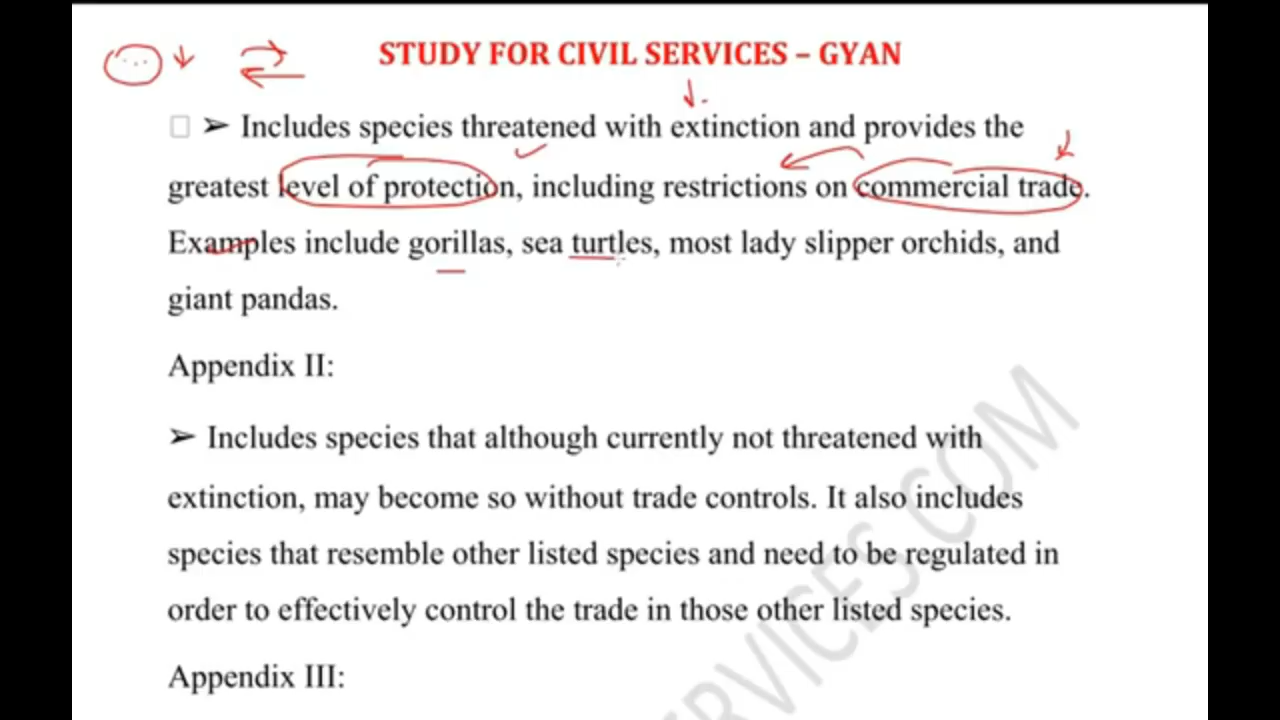 STUDY FOR CIVIL SERVICES – GYAN
➢ Includes species threatened with extinction and provides the
greatest level of protection, including restrictions on commercial trade.
Examples include gorillas, sea turtles, most lady slipper orchids, and
giant pandas.
Appendix II:
➢ Includes species that although currently not threatened with
extinction, may become so without trade controls. It also includes
species that resemble other listed species and need to be regulated in
order to effectively control the trade in those other listed species.
Appendix III:
RVICES.COM